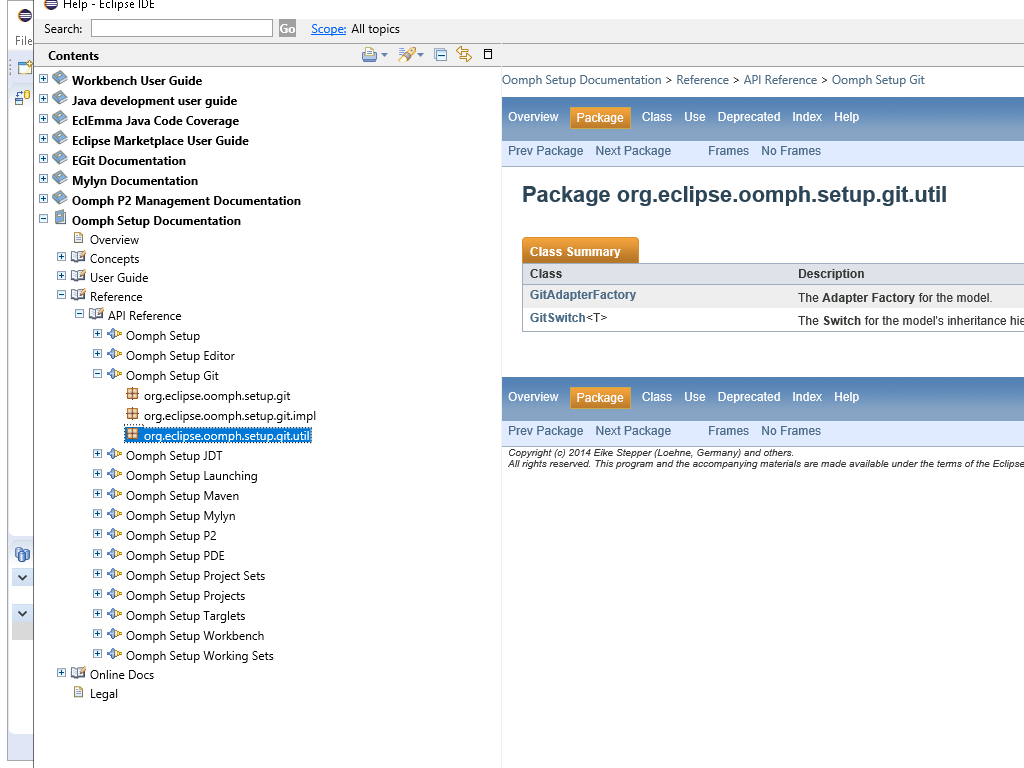 Help - Eclipse IDE
File
Search:
Go
Scope: All topics
Contents
Workbench User Guide
Java development user guide
EclEmma Java Code Coverage
Eclipse Marketplace User Guide
EGit Documentation
Mylyn Documentation
Oomph P2 Management Documentation
Oomph Setup Documentation
Overview
Concepts
User Guide
Reference
API Reference
Oomph Setup
Oomph Setup Editor
Oomph Setup Git
org.eclipse.oomph.setup.git
org.eclipse.oomph.setup.git.impl
org.eclipse.oomph.setup.git.util
Oomph Setup JDT
Oomph Setup Launching
Oomph Setup Maven
Oomph Setup Mylyn
Oomph Setup P2
Oomph Setup PDE
Oomph Setup Project Sets
Oomph Setup Projects
Oomph Setup Targlets
Oomph Setup Workbench
Oomph Setup Working Sets
Online Docs
Legal
Oomph Setup Documentation > Reference > API Reference > Oomph Setup Git
Overview Package Class Use Deprecated Index Help
Prev Package Next Package Frames No Frames
Package org.eclipse.oomph.setup.git.util
Class Summary
Class Description
GitAdapterFactory The Adapter Factory for the model.
GitSwitch<T> The Switch for the model's inheritance hie
Overview Package Class Use Deprecated Index Help
Prev Package Next Package Frames No Frames
Copyright (c) 2014 Eike Stepper (Loehne, Germany) and others.
All rights reserved. This program and the accompanying materials are made available under the terms of the Eclipse